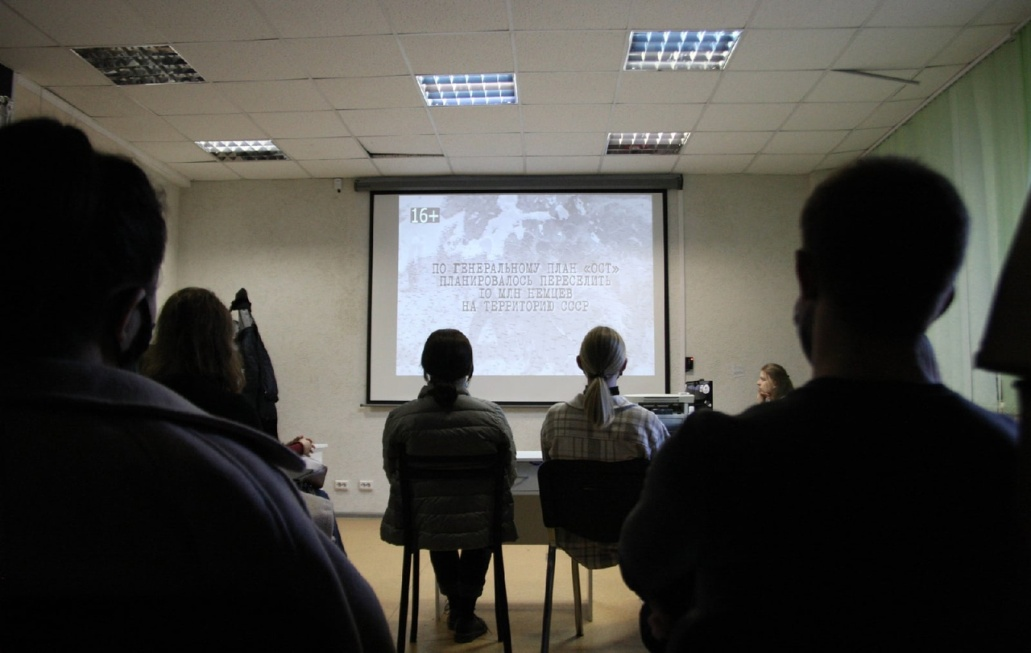 16+
ПО ГЕНЕРАЛЬНОМУ ПЛАН «ОСТ»
ПЛАНИРОВАЛОСЬ ПЕРЕСЕЛИТЬ
10 МЛН НЕМЦЕВ
НА ТЕРРИТОРИЮ СССР